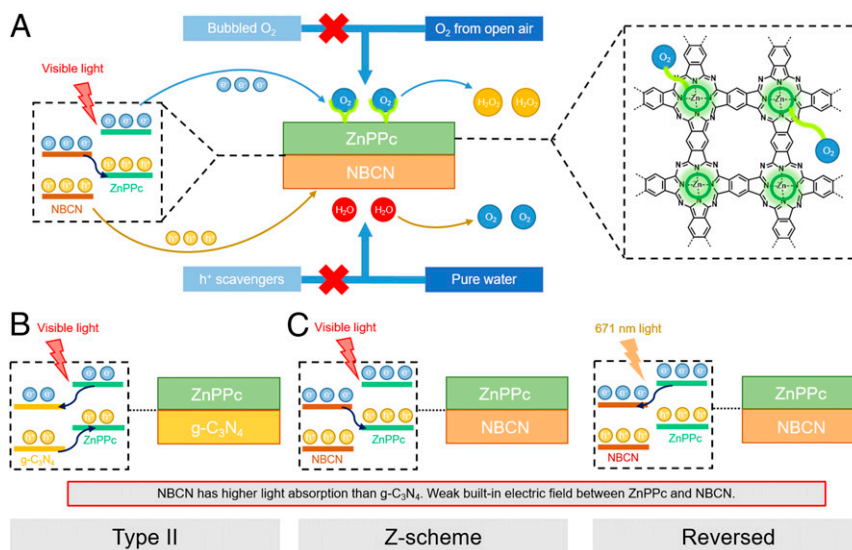 A
Bubbled O₂
O₂ from open air
Visible light
e⁻ e⁻ e⁻
O₂ O₂
H₂O₂ H₂O₂
e⁻ e⁻ e⁻
e⁻ e⁻ e⁻
h⁺ h⁺ h⁺
ZnPPc
h⁺ h⁺ h⁺
NBCN
ZnPPc
NBCN
h⁺ h⁺ h⁺
H₂O H₂O
O₂ O₂
h⁺ scavengers
Pure water
O₂
N N N N N N
N Zn N N Zn N
O₂
N Zn N N Zn N
B
Visible light
e⁻ e⁻ e⁻
e⁻ e⁻
h⁺ h⁺
ZnPPc
h⁺ h⁺ h⁺
g-C₃N₄
ZnPPc
g-C₃N₄
C
Visible light
e⁻ e⁻ e⁻
e⁻ e⁻ e⁻
h⁺ h⁺ h⁺
ZnPPc
h⁺ h⁺ h⁺
NBCN
ZnPPc
NBCN
671 nm light
e⁻ e⁻ e⁻
e⁻ e⁻ e⁻
h⁺ h⁺ h⁺
ZnPPc
h⁺ h⁺ h⁺
NBCN
ZnPPc
NBCN
NBCN has higher light absorption than g-C₃N₄. Weak built-in electric field between ZnPPc and NBCN.
Type II
Z-scheme
Reversed